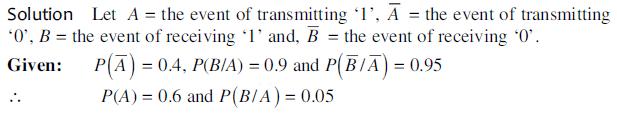 Solution Let A = the event of transmitting ‘1’, A̅ = the event of transmitting
‘0’, B = the event of receiving ‘1’ and, B̅ = the event of receiving ‘0’.
Given: P(A̅) = 0.4, P(B/A) = 0.9 and P(B̅/A̅) = 0.95
∴ P(A) = 0.6 and P(B/A) = 0.05